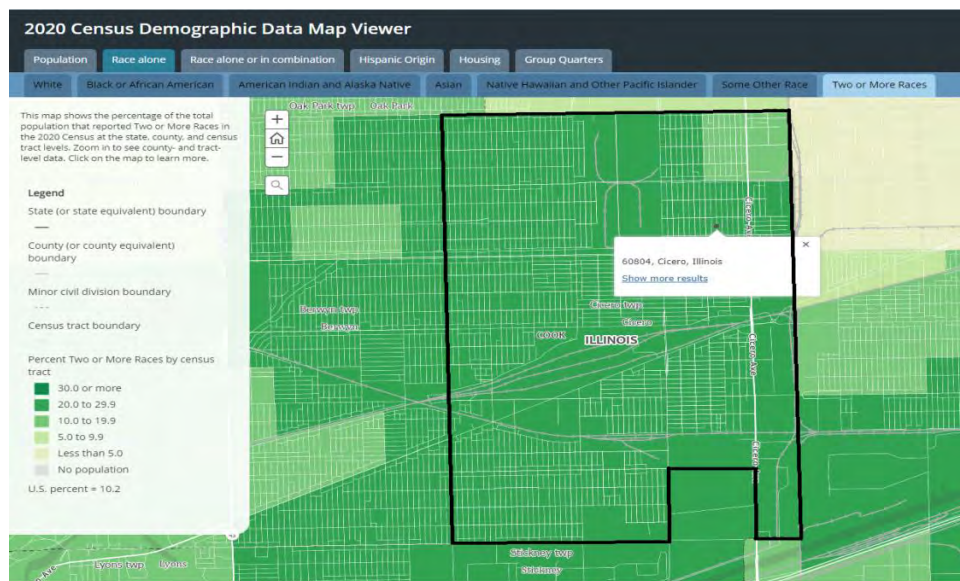 2020 Census Demographic Data Map Viewer
Population Race alone Race alone or in combination Hispanic Origin Housing Group Quarters
White Black or African American American Indian and Alaska Native Asian Native Hawaiian and Other Pacific Islander Some Other Race Two or More Races
This map shows the percentage of the total
population that reported Two or More Races in
the 2020 Census at the state, county, and census
tract levels. Zoom in to see county- and tract-
level data. Click on the map to learn more.
Legend
State (or state equivalent) boundary
County (or county equivalent)
boundary
Minor civil division boundary
Census tract boundary
Percent Two or More Races by census
tract
30.0 or more
20.0 to 29.9
10.0 to 19.9
5.0 to 9.9
Less than 5.0
No population
U.S. percent = 10.2
Oak Park twp Oak Park
Cicero Ave
60804, Cicero, Illinois
Show more results
Berwyn twp
Berwyn
Cicero twp
Cicero
COOK ILLINOIS
Cicero Ave
Cicero
Stickney twp
Stickney
Lyons twp Lyons